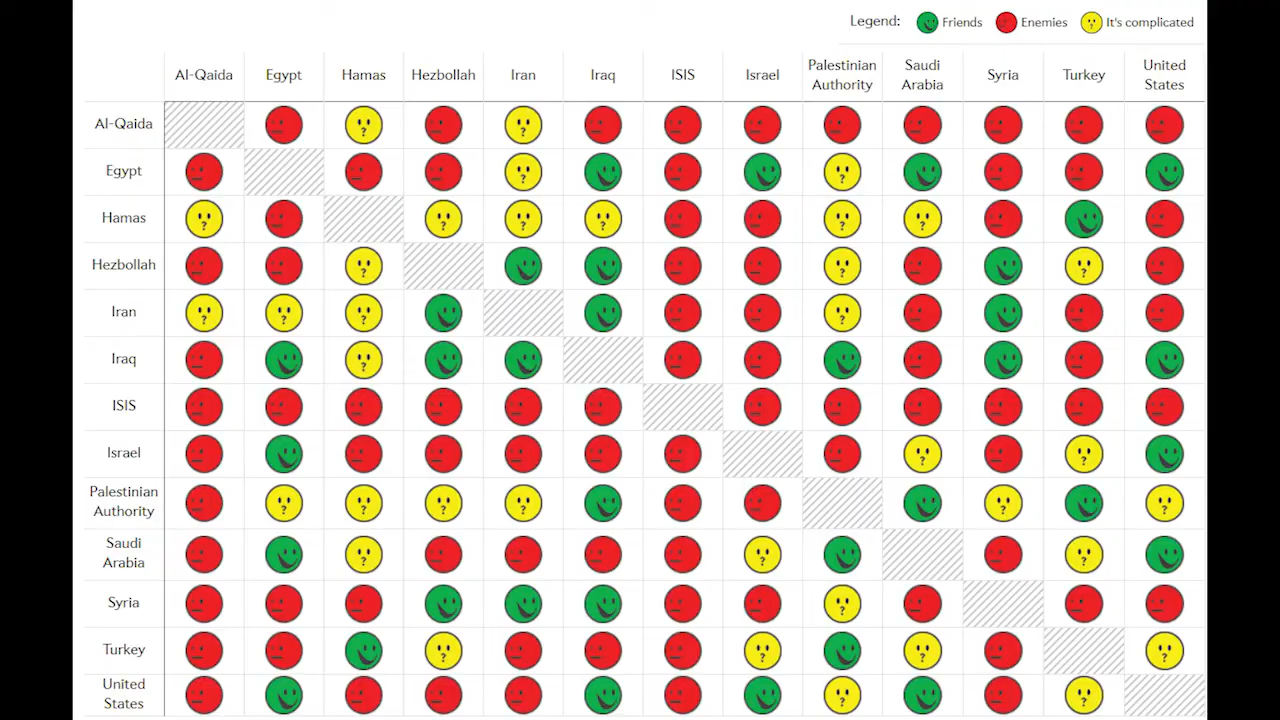 Legend: Friends Enemies It's complicated
Al-Qaida Egypt Hamas Hezbollah Iran Iraq ISIS Israel Palestinian Authority Saudi Arabia Syria Turkey United States
Al-Qaida ? ?
Egypt ? ?
Hamas ? ? ? ? ? ?
Hezbollah ? ? ?
Iran ? ? ? ?
Iraq ?
ISIS
Israel ? ?
Palestinian
Authority ? ? ? ? ? ?
Saudi
Arabia ? ? ?
Syria ?
Turkey ? ? ? ?
United
States ? ?